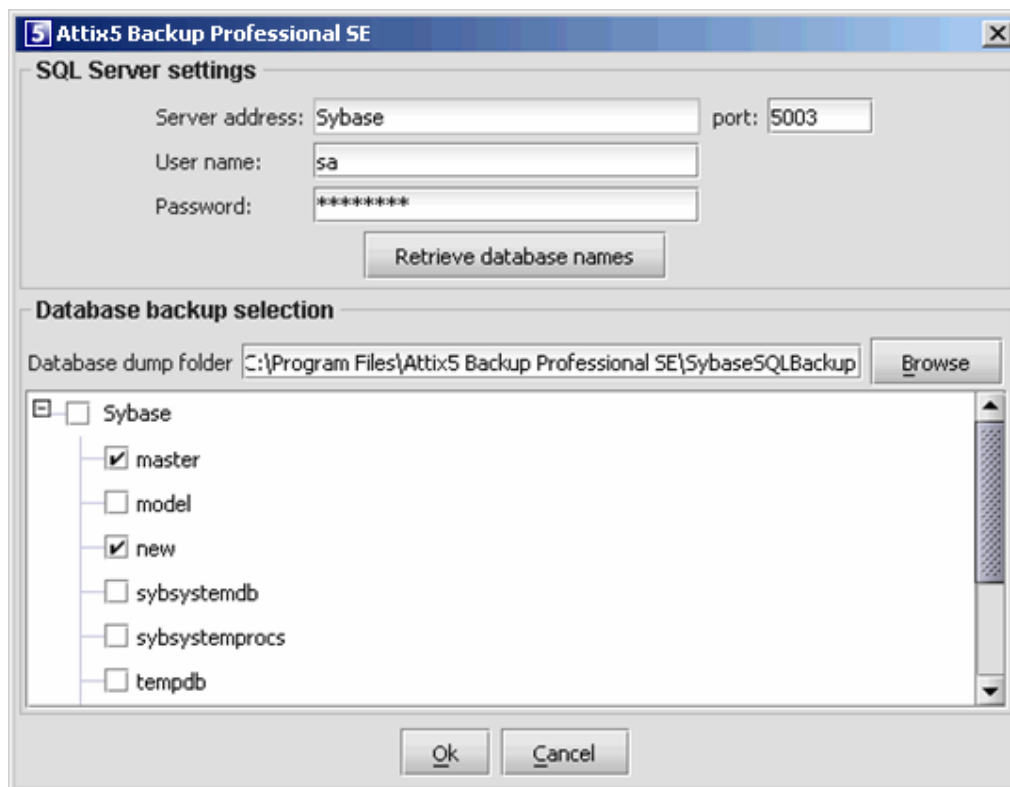 5 Attix5 Backup Professional SE
SQL Server settings
Server address: Sybase port: 5003
User name: sa
Password: ********
Retrieve database names
Database backup selection
Database dump folder C:\Program Files\Attix5 Backup Professional SE\SybaseSQLBackup Browse
Sybase
master
model
new
sybsystemdb
sybsystemprocs
tempdb
Ok Cancel